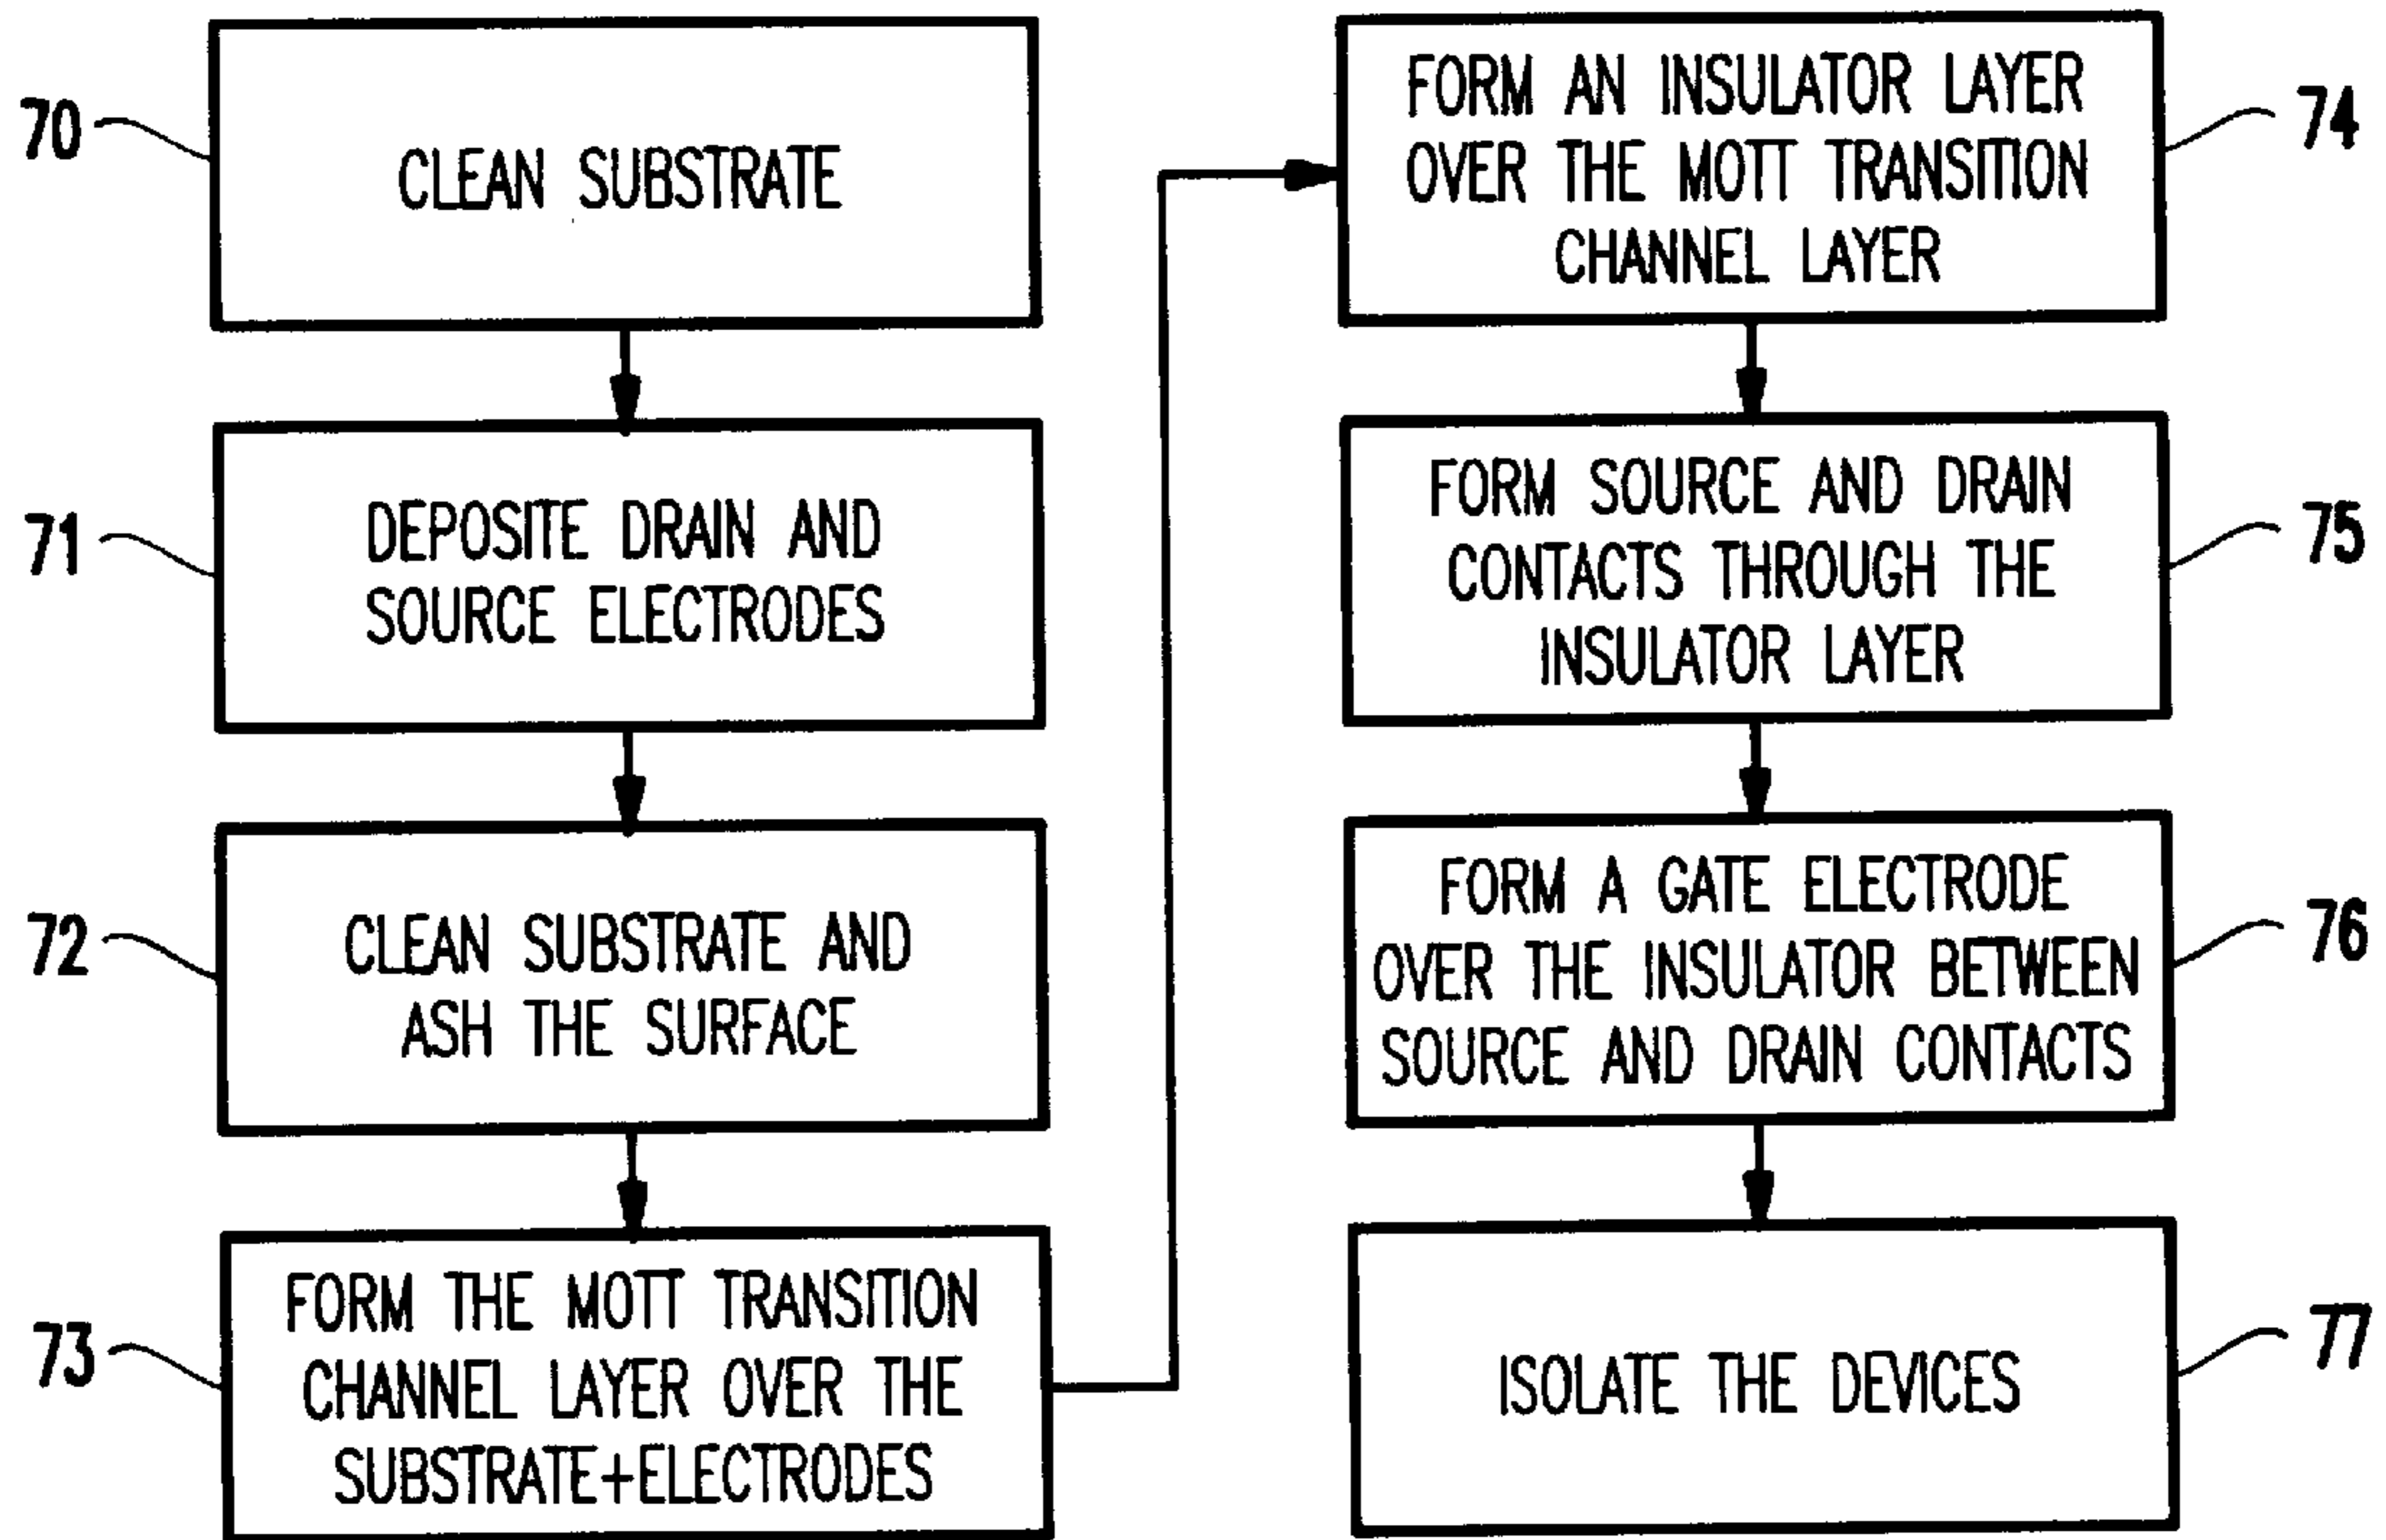 70
CLEAN SUBSTRATE
71
DEPOSITE DRAIN AND
SOURCE ELECTRODES
72
CLEAN SUBSTRATE AND
ASH THE SURFACE
73
FORM THE MOTT TRANSITION
CHANNEL LAYER OVER THE
SUBSTRATE+ELECTRODES
FORM AN INSULATOR LAYER
OVER THE MOTT TRANSITION
CHANNEL LAYER
74
FORM SOURCE AND DRAIN
CONTACTS THROUGH THE
INSULATOR LAYER
75
FORM A GATE ELECTRODE
OVER THE INSULATOR BETWEEN
SOURCE AND DRAIN CONTACTS
76
ISOLATE THE DEVICES
77